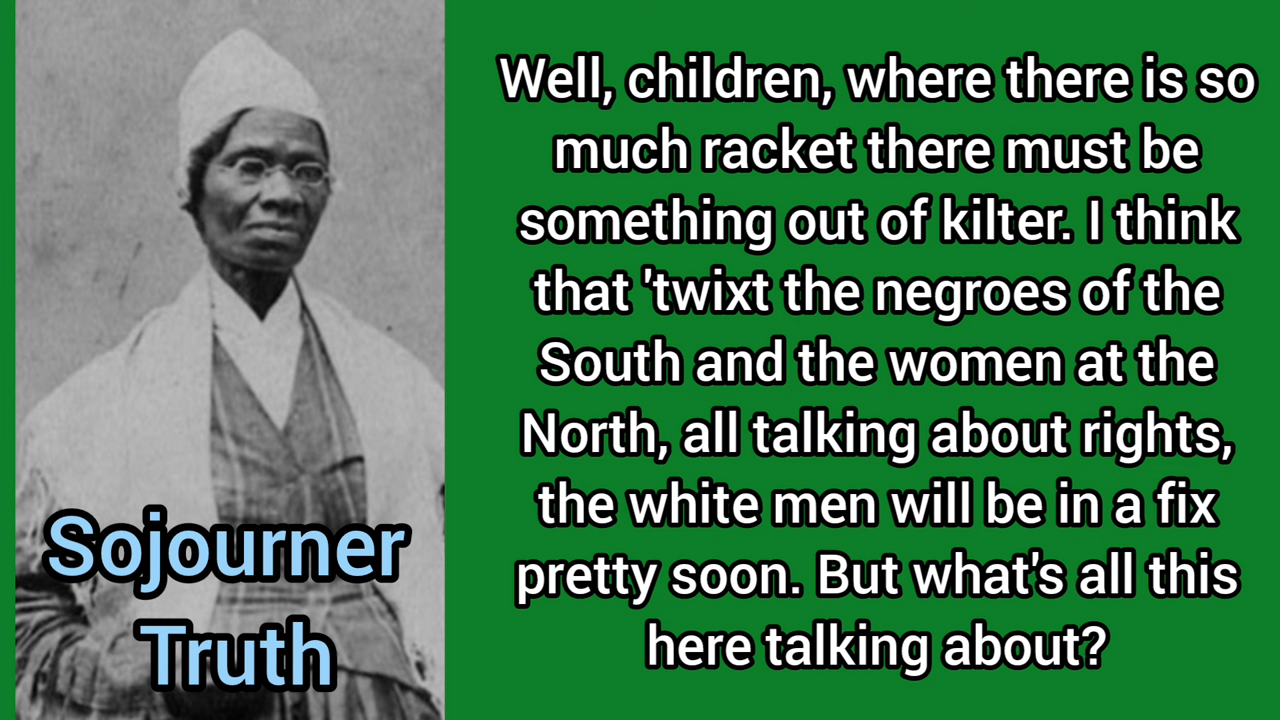 Well, children, where there is so
much racket there must be
something out of kilter. I think
that 'twixt the negroes of the
South and the women at the
North, all talking about rights,
the white men will be in a fix
pretty soon. But what's all this
here talking about?
Sojourner
Truth